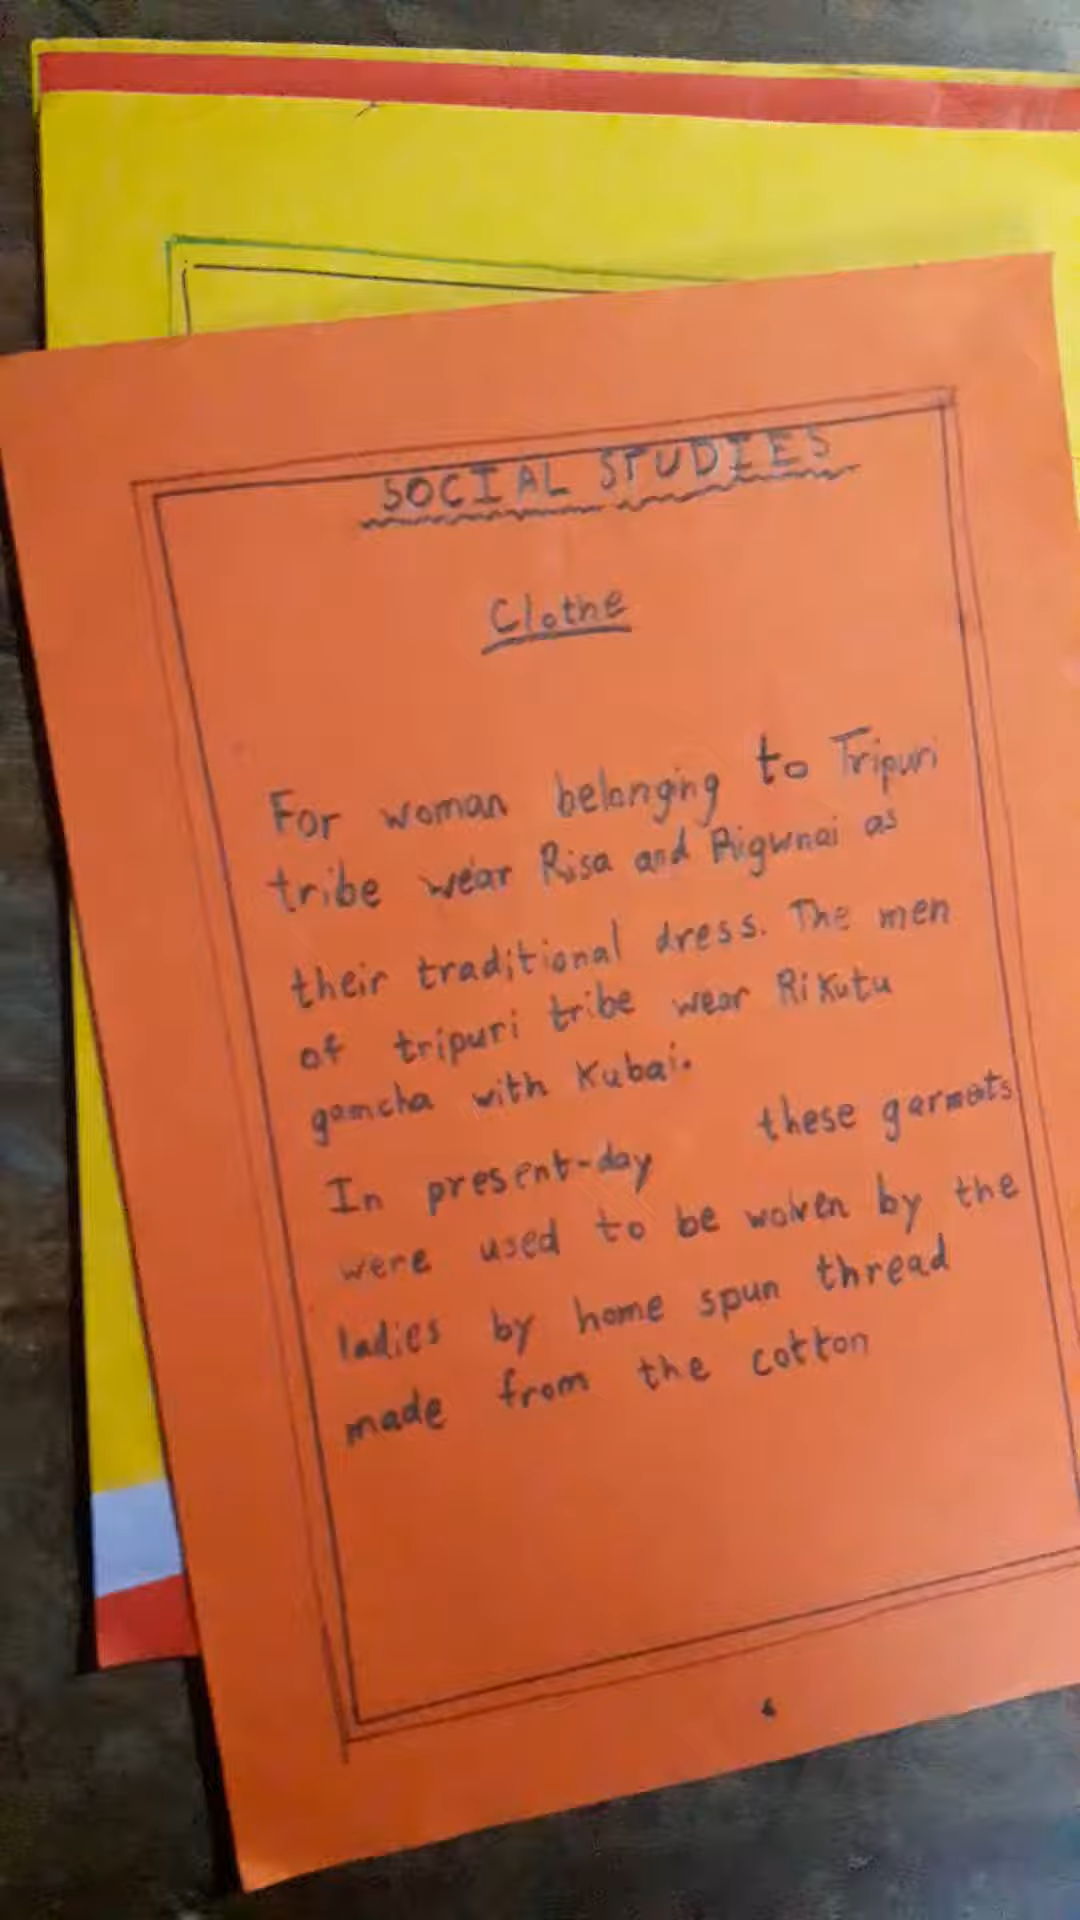 SOCIAL STUDIES
Clothe
For woman belonging to Tripuri
tribe wear Risa and Rigwnai as
their traditional dress. The men
of tripuri tribe wear Rikutu
gamcha with Kubai.
In present-day these garments
were used to be woven by the
ladies by home spun thread
made from the cotton